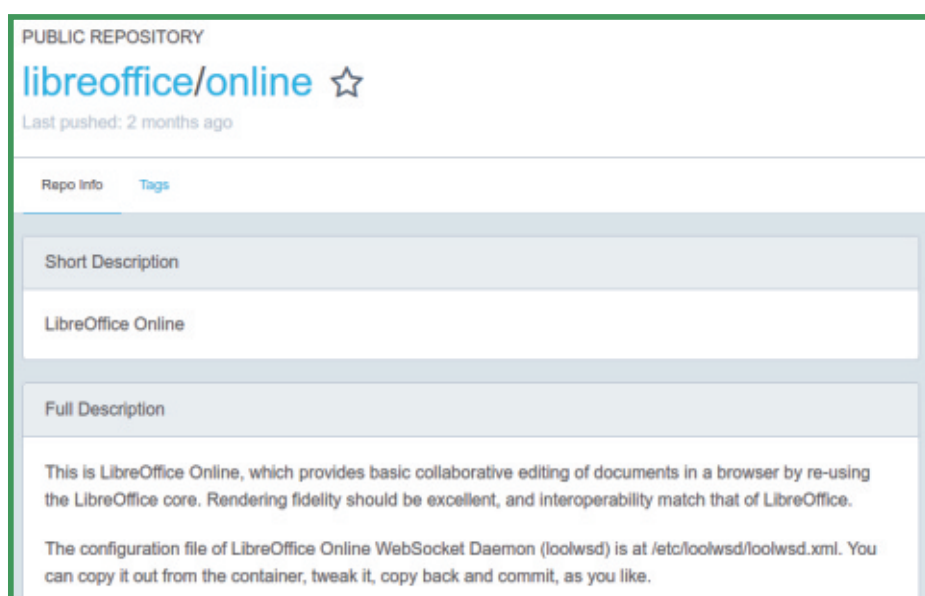 PUBLIC REPOSITORY
libreoffice/online
Last pushed: 2 months ago
Repo Info Tags
Short Description
LibreOffice Online
Full Description
This is LibreOffice Online, which provides basic collaborative editing of documents in a browser by re-using
the LibreOffice core. Rendering fidelity should be excellent, and interoperability match that of LibreOffice.
The configuration file of LibreOffice Online WebSocket Daemon (loolwsd) is at /etc/loolwsd/loolwsd.xml. You
can copy it out from the container, tweak it, copy back and commit, as you like.